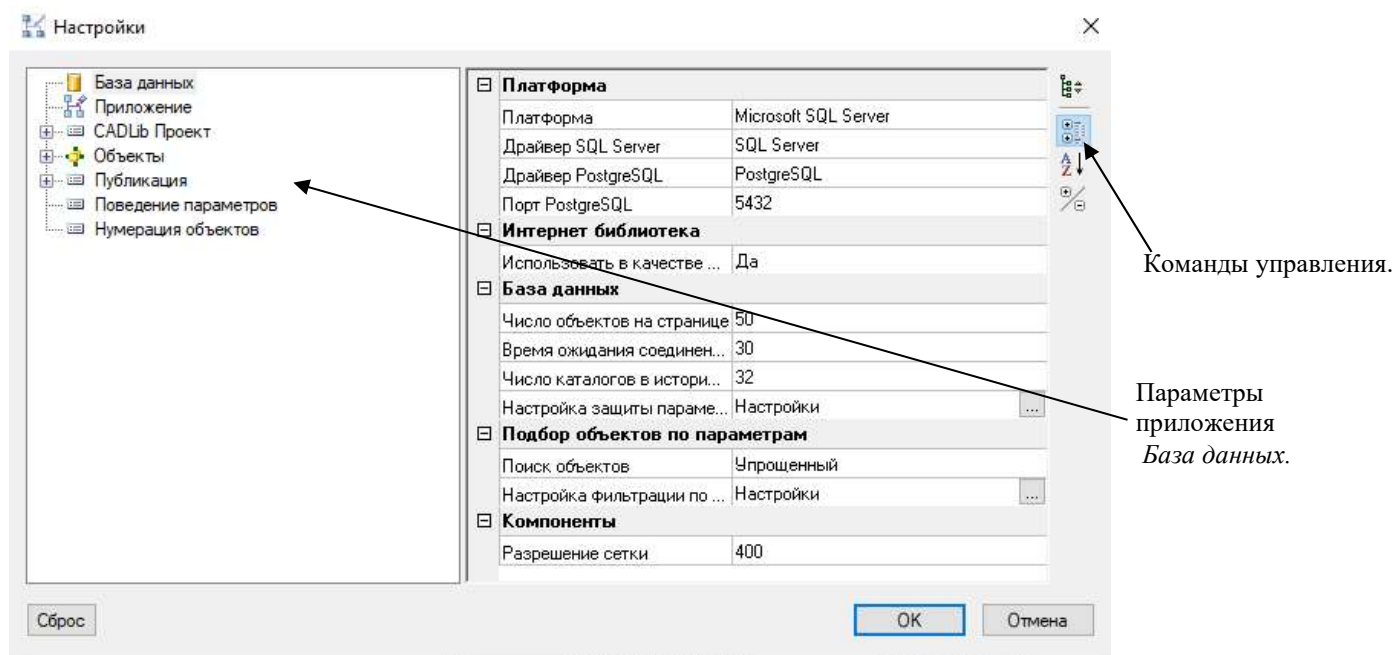 Настройки
База данных
Приложение
CADLib Проект
Объекты
Публикация
Поведение параметров
Нумерация объектов
Платформа
Платформа Microsoft SQL Server
Драйвер SQL Server SQL Server
Драйвер PostgreSQL PostgreSQL
Порт PostgreSQL 5432
Интернет библиотека
Использовать в качестве ... Да
База данных
Число объектов на странице 50
Время ожидания соединен... 30
Число каталогов в истори... 32
Настройка защиты параме... Настройки ...
Подбор объектов по параметрам
Поиск объектов Упрощенный
Настройка фильтрации по ... Настройки ...
Компоненты
Разрешение сетки 400
Сброс
OK
Отмена
Команды управления.
Параметры
приложения
База данных.